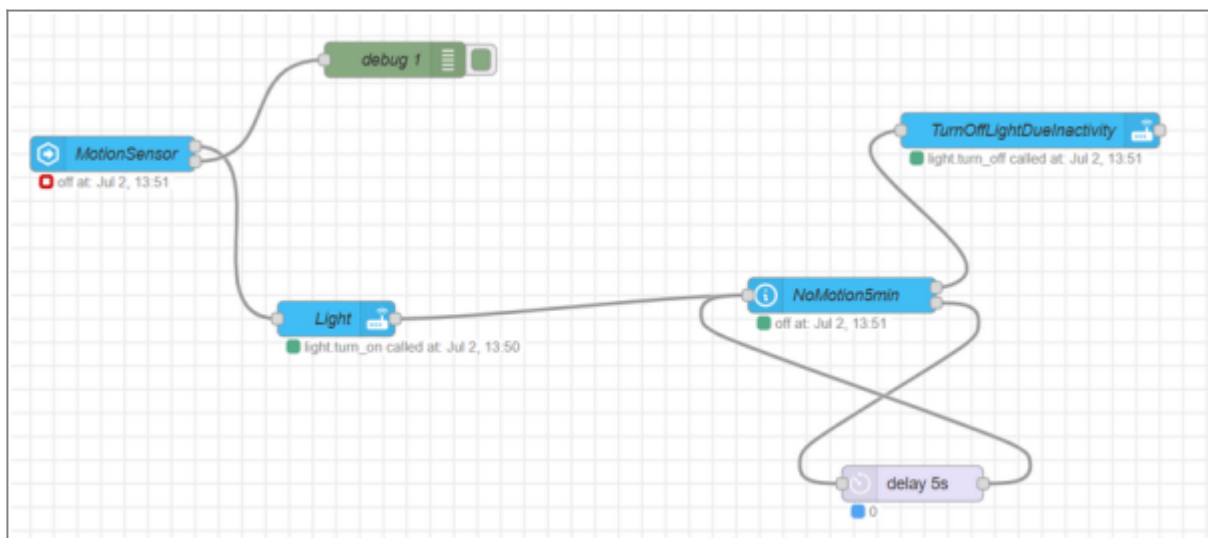 debug 1
MotionSensor
off at: Jul 2, 13:51
TurnOffLightDueInactivity
light.turn_off called at: Jul 2, 13:51
Light
light.turn_on called at: Jul 2, 13:50
NoMotion5min
off at: Jul 2, 13:51
delay 5s
0